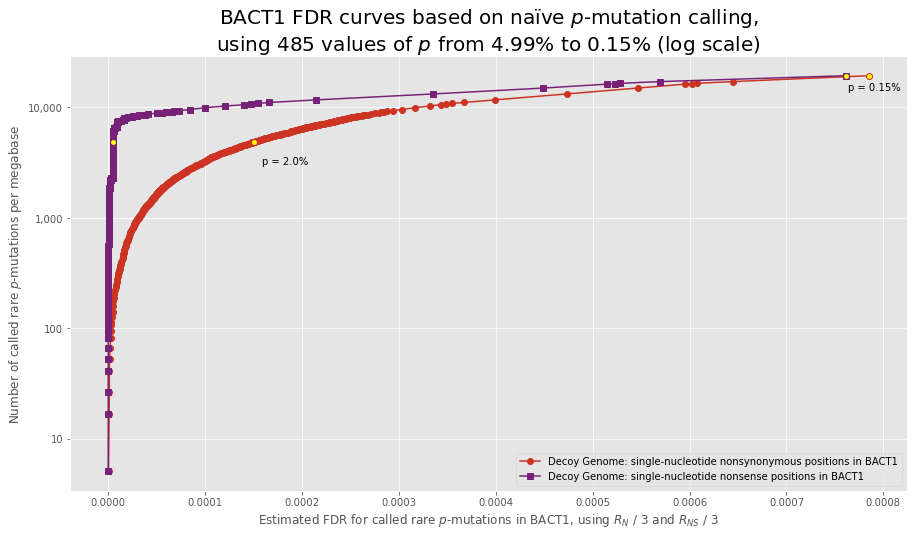 BACT1 FDR curves based on naïve p-mutation calling,
using 485 values of p from 4.99% to 0.15% (log scale)
Number of called rare p-mutations per megabase
10,000
1,000
100
10
p = 0.15%
p = 2.0%
Decoy Genome: single-nucleotide nonsynonymous positions in BACT1
Decoy Genome: single-nucleotide nonsense positions in BACT1
0.0000 0.0001 0.0002 0.0003 0.0004 0.0005 0.0006 0.0007 0.0008
Estimated FDR for called rare p-mutations in BACT1, using R_N / 3 and R_NS / 3